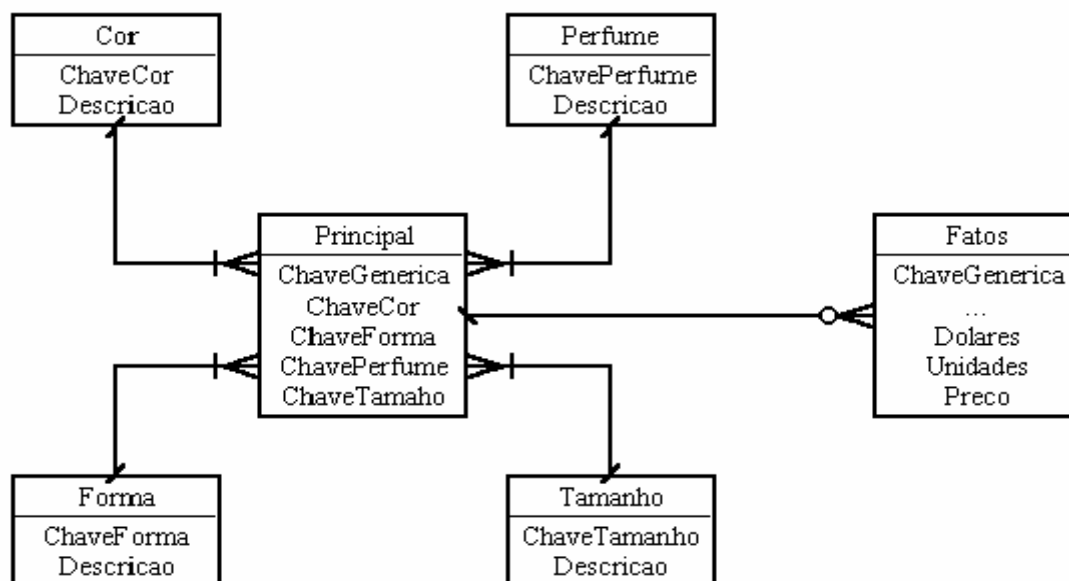 Cor
ChaveCor
Descricao
Perfume
ChavePerfume
Descricao
Principal
ChaveGenerica
ChaveCor
ChaveForma
ChavePerfume
ChaveTamaho
Fatos
ChaveGenerica
...
Dolares
Unidades
Preco
Forma
ChaveForma
Descricao
Tamanho
ChaveTamanho
Descricao